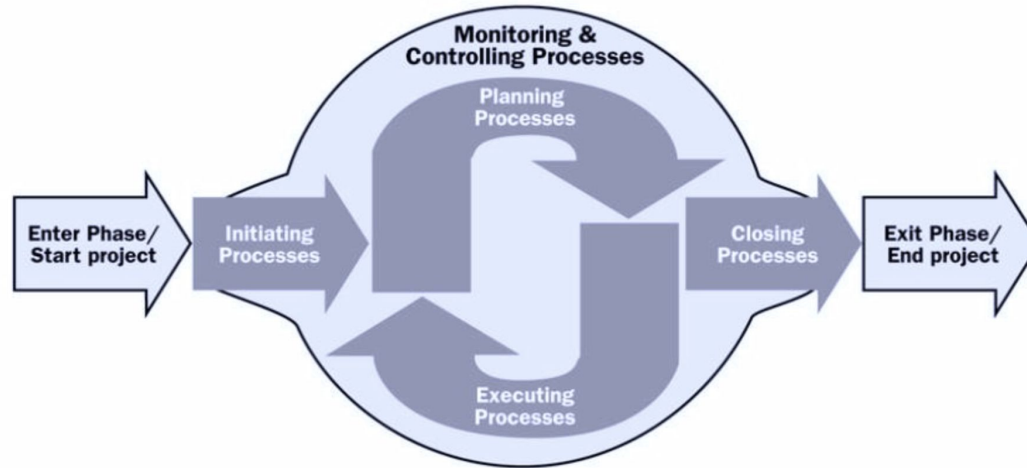 Monitoring &
Controlling Processes
Planning
Processes
Enter Phase/
Start project
Initiating
Processes
Closing
Processes
Exit Phase/
End project
Executing
Processes